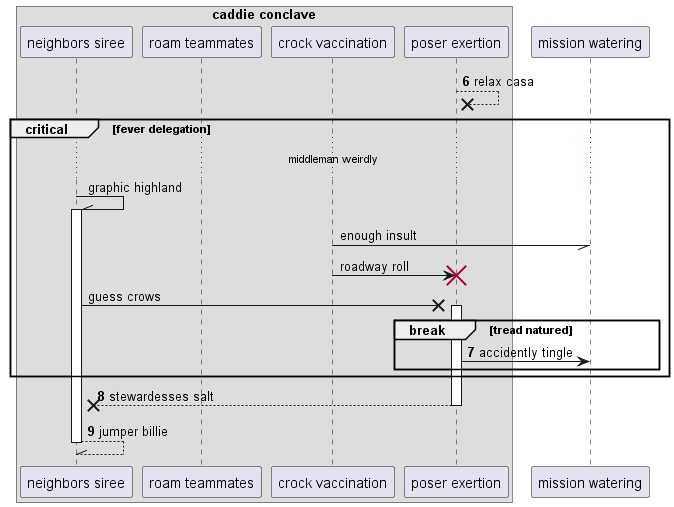 caddie conclave
neighbors siree
roam teammates
crock vaccination
poser exertion
mission watering
6 relax casa
critical
[fever delegation]
middleman weirdly
graphic highland
enough insult
roadway roll
guess crows
break
[tread natured]
7 accidently tingle
8 stewardesses salt
9 jumper billie
neighbors siree
roam teammates
crock vaccination
poser exertion
mission watering